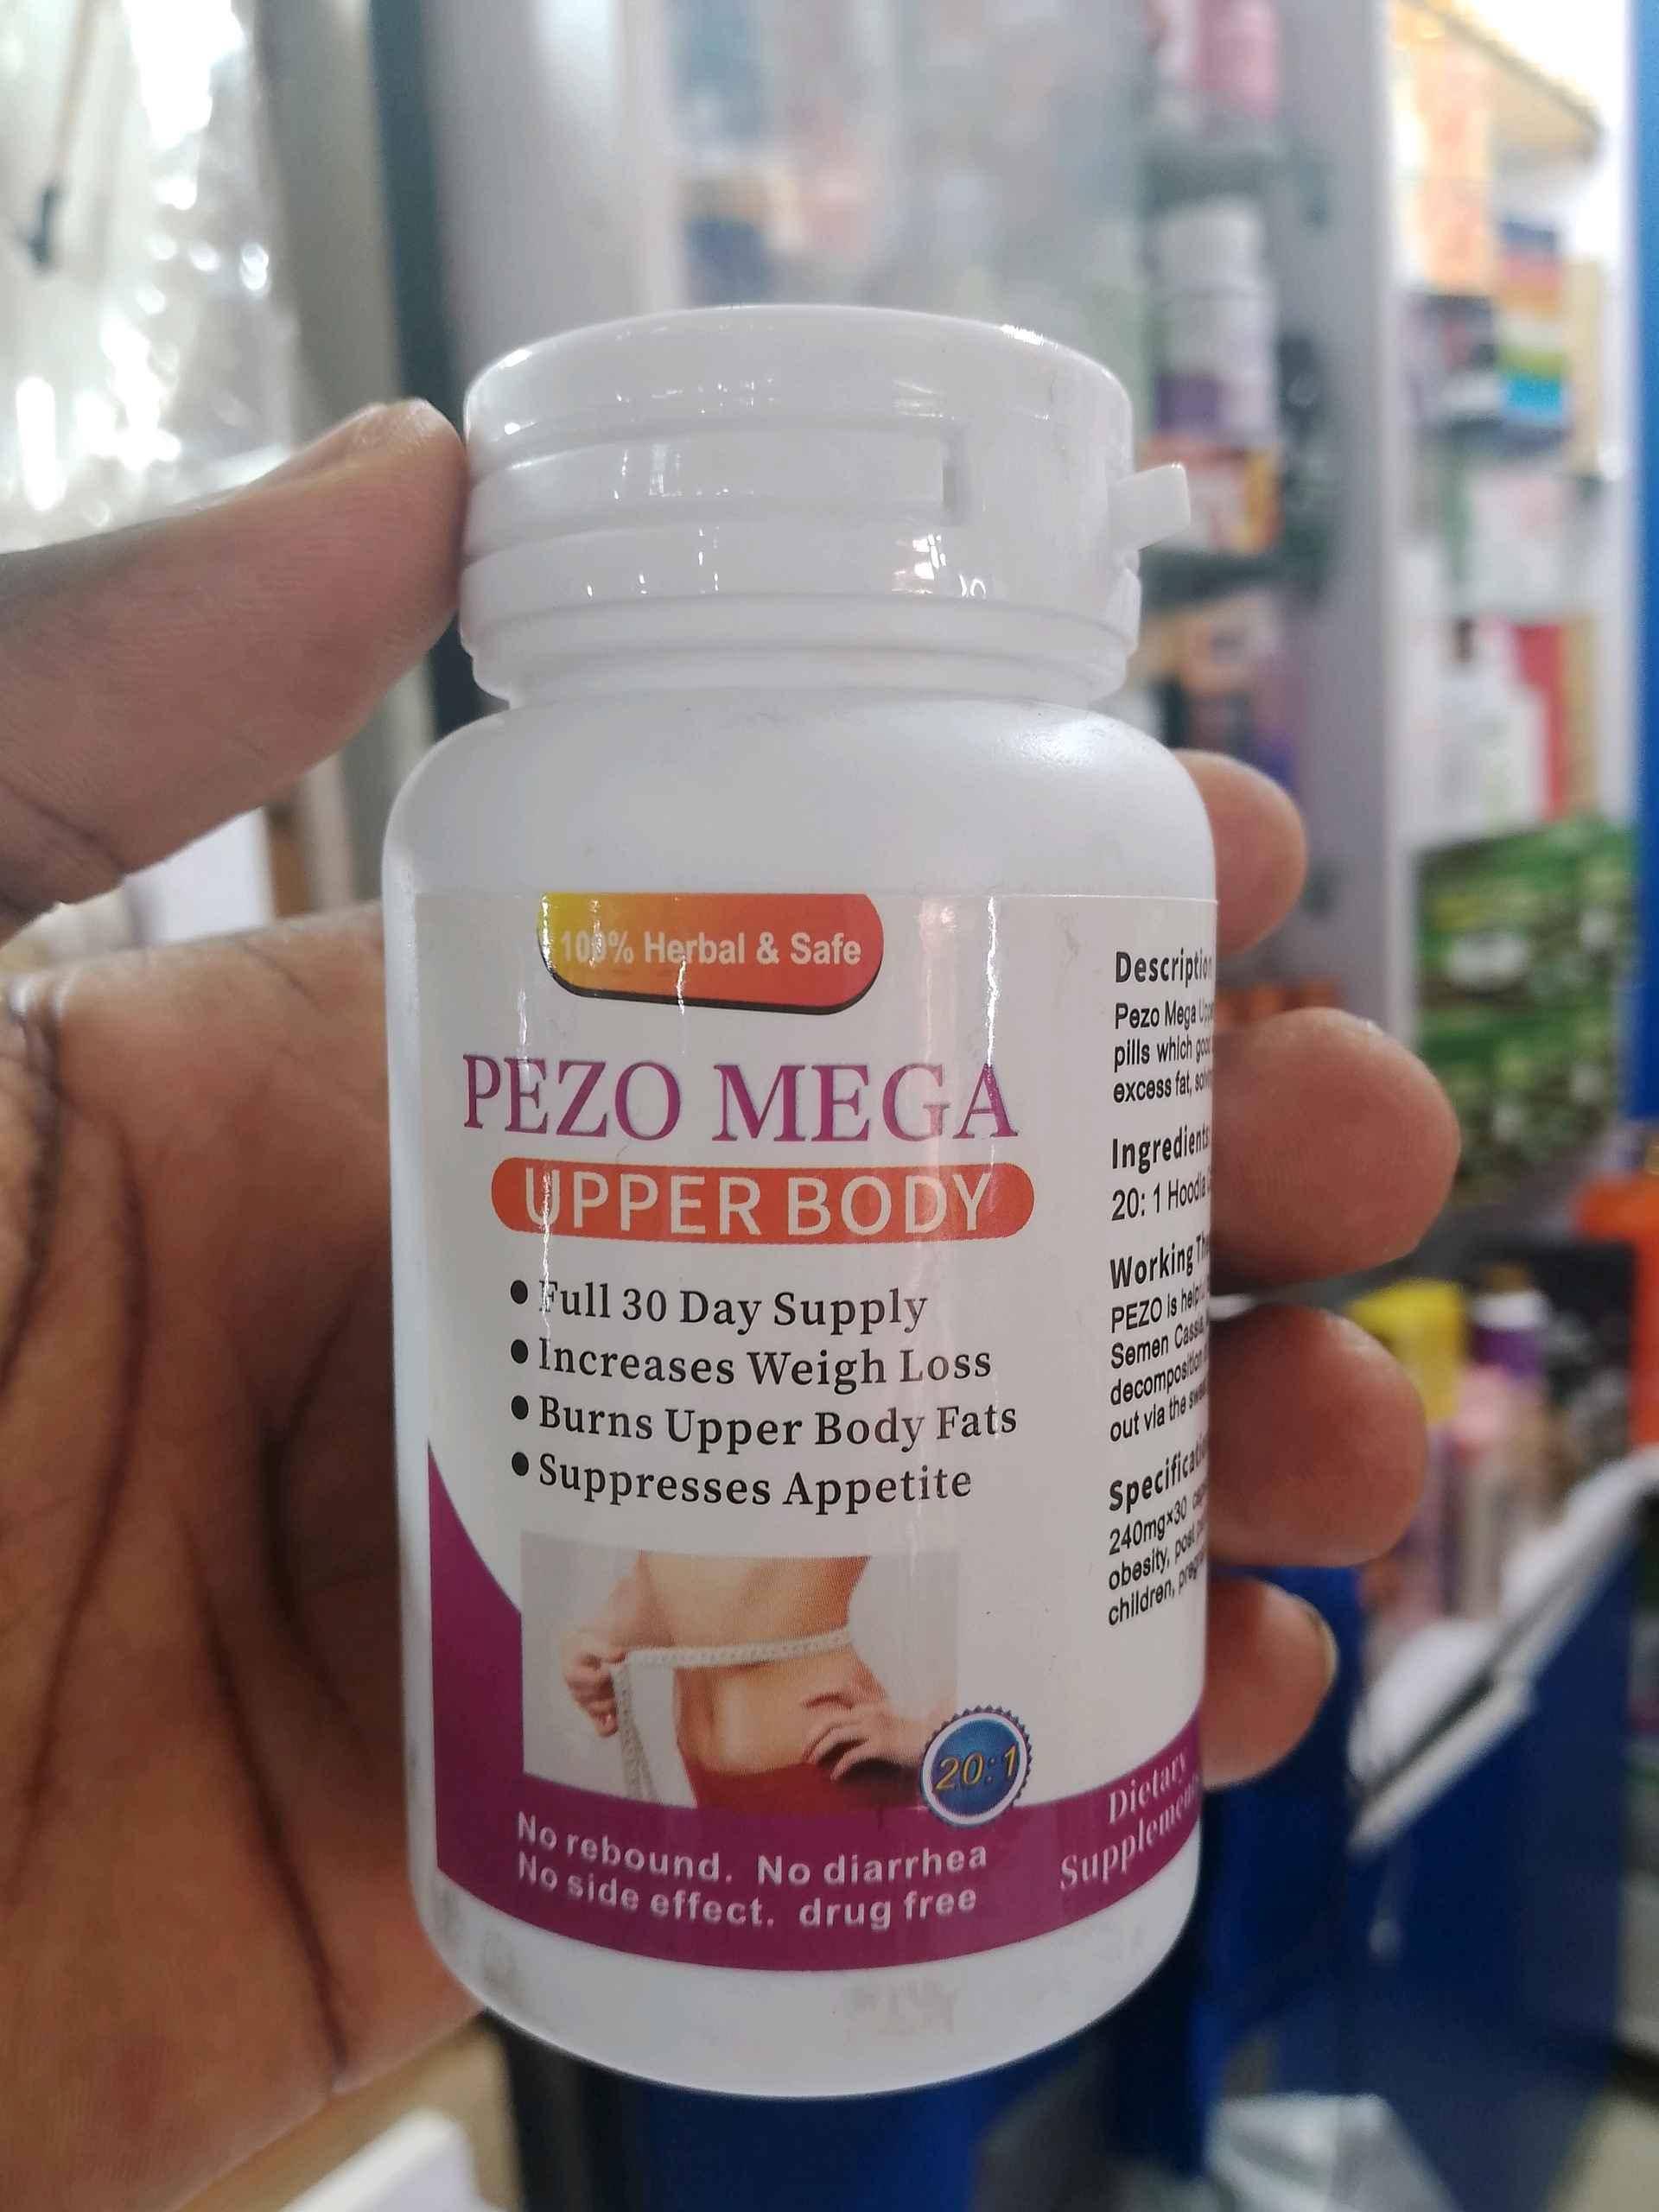 100% Herbal & Safe
PEZO MEGA
UPPER BODY
• Full 30 Day Supply
• Increases Weigh Loss
• Burns Upper Body Fats
• Suppresses Appetite
20:1
No rebound. No diarrhea
No side effect. drug free
Description
Pezo Mega
pills which
excess fat,
Ingredients
20: 1 Hoodia
Working
PEZO is
Semen Cassia
decomposition
out via the
240mg×30
obesity,
children,
Dietary
Supplement